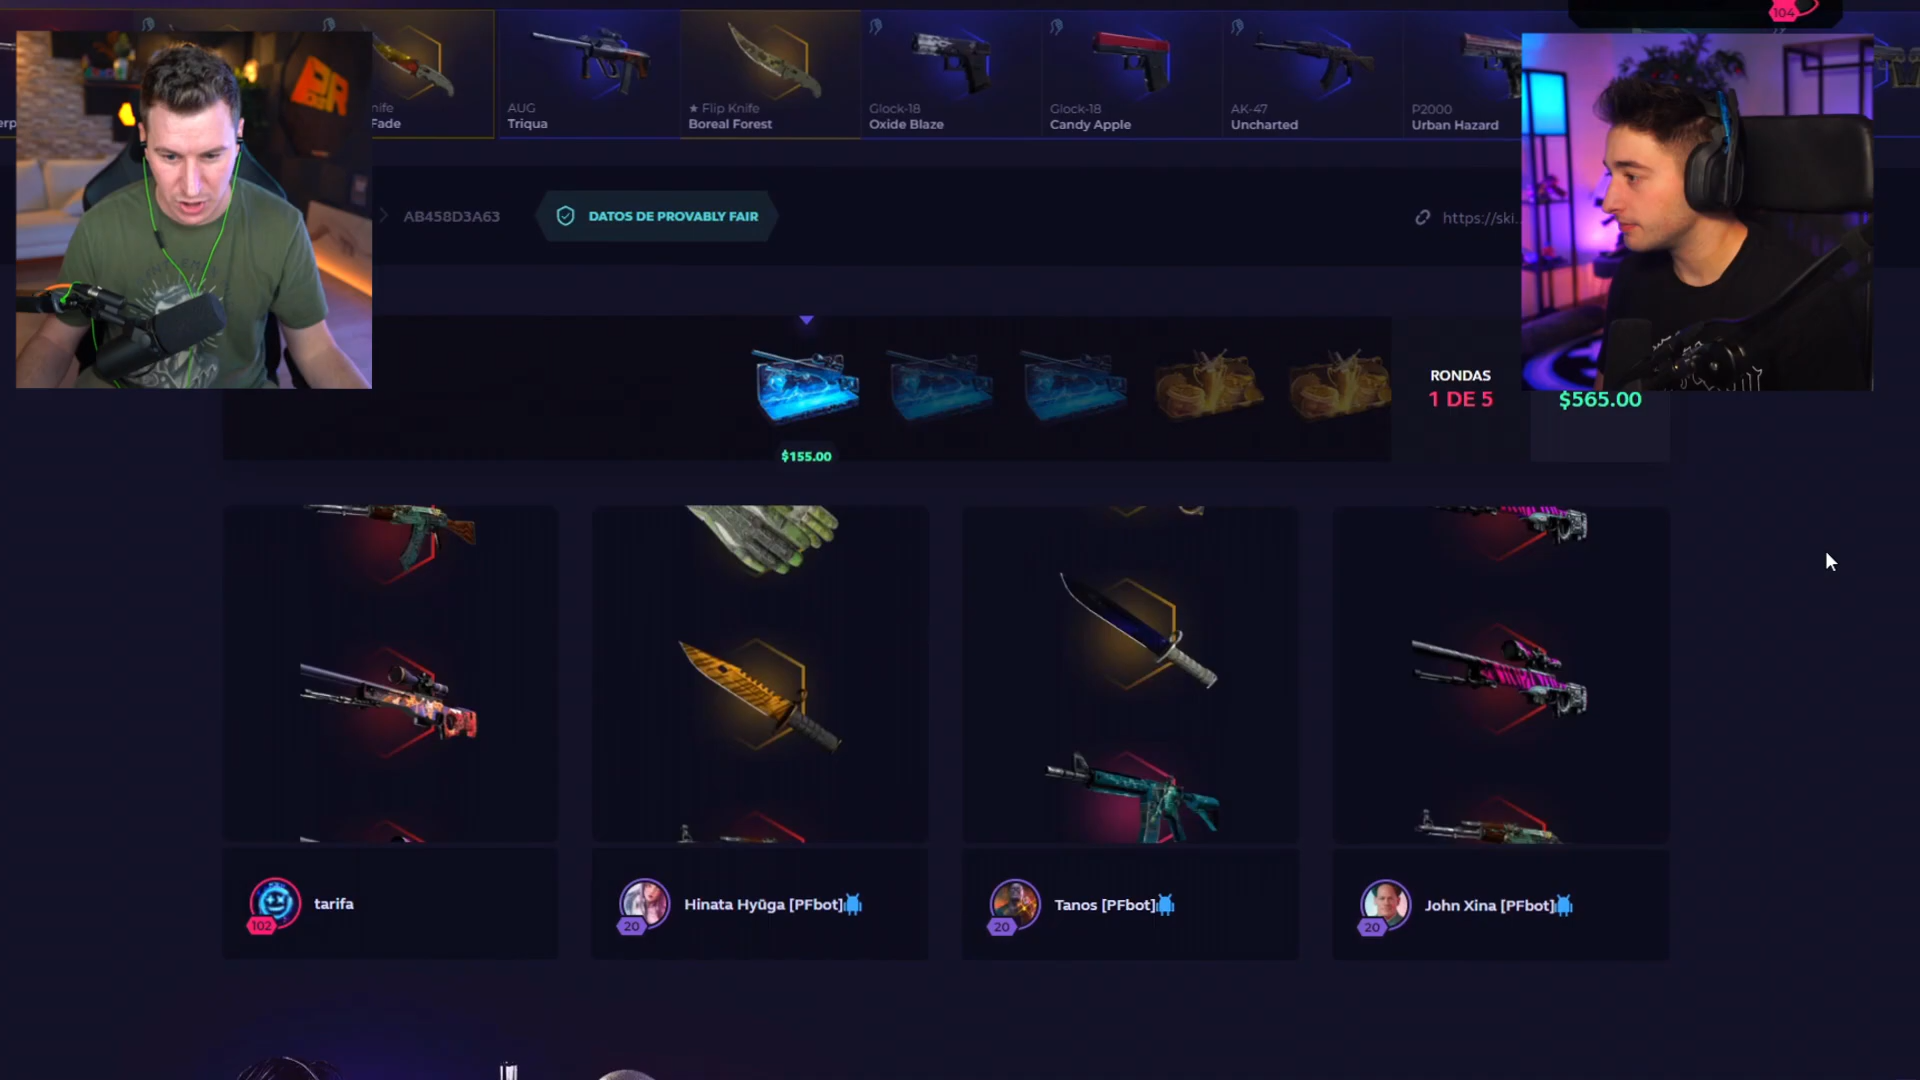 104
nife
Fade
AUG
Triqua
★ Flip Knife
Boreal Forest
Glock-18
Oxide Blaze
Glock-18
Candy Apple
AK-47
Uncharted
P2000
Urban Hazard
erp
AB458D3A63
DATOS DE PROVABLY FAIR
https://ski...
RONDAS
1 DE 5
$565.00
$155.00
tarifa
102
Hinata Hyūga [PFbot]
20
Tanos [PFbot]
20
John Xina [PFbot]
20